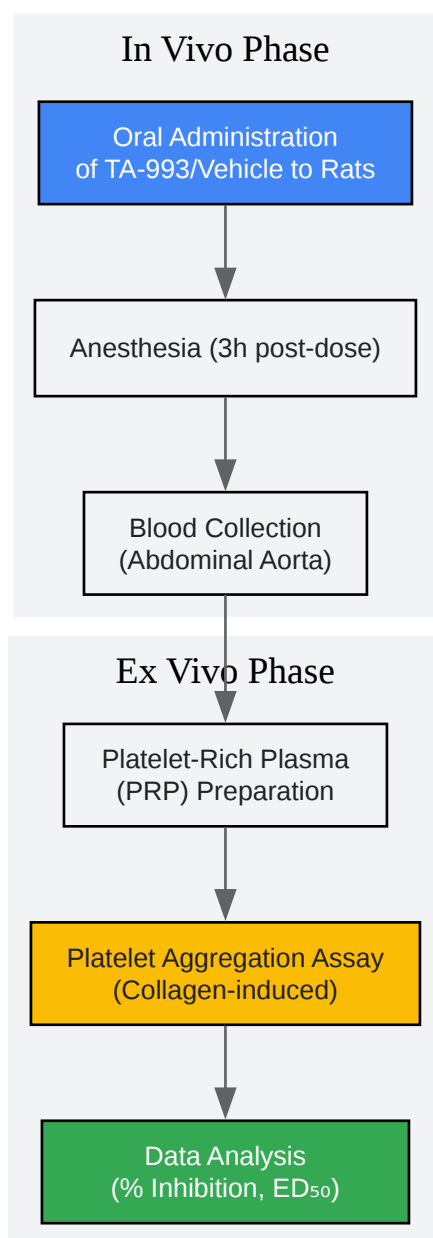 In Vivo Phase
Oral Administration
of TA-993/Vehicle to Rats
Anesthesia (3h post-dose)
Blood Collection
(Abdominal Aorta)
Ex Vivo Phase
Platelet-Rich Plasma
(PRP) Preparation
Platelet Aggregation Assay
(Collagen-induced)
Data Analysis
(% Inhibition, ED₅₀)